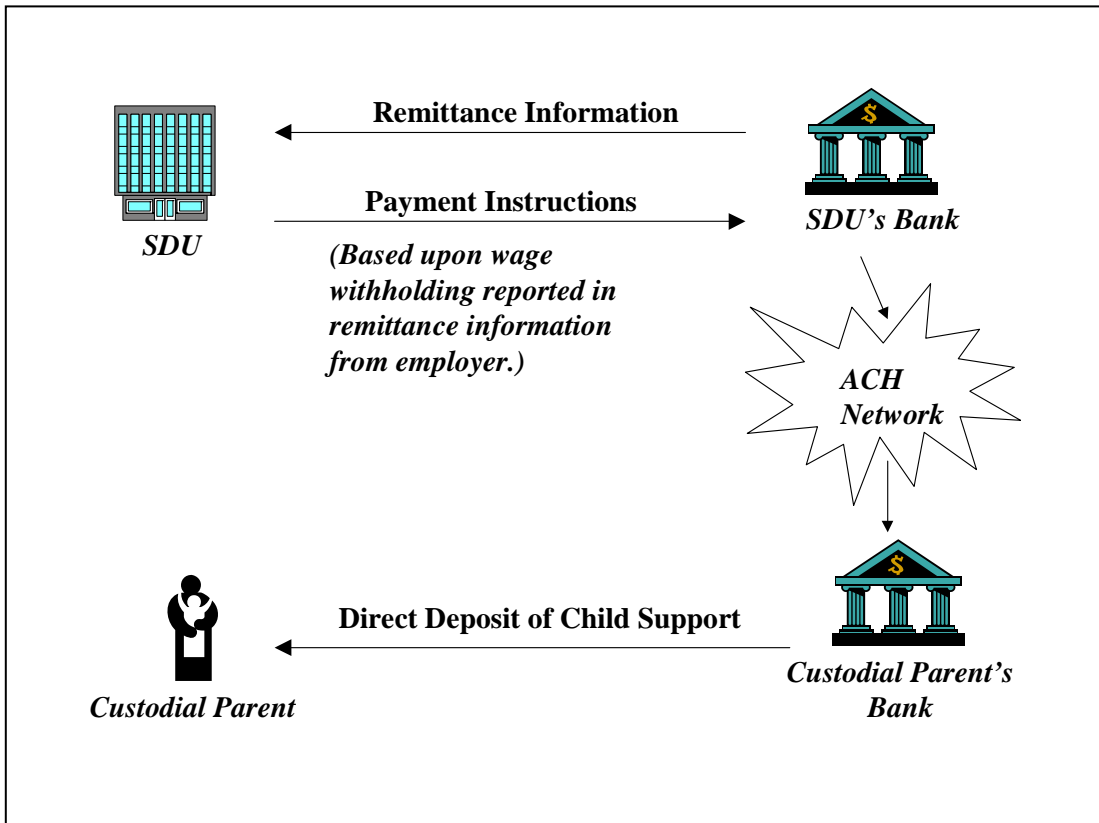 Remittance Information
SDU
SDU's Bank
Payment Instructions
(Based upon wage
withholding reported in
remittance information
from employer.)
ACH
Network
Direct Deposit of Child Support
Custodial Parent
Custodial Parent's
Bank